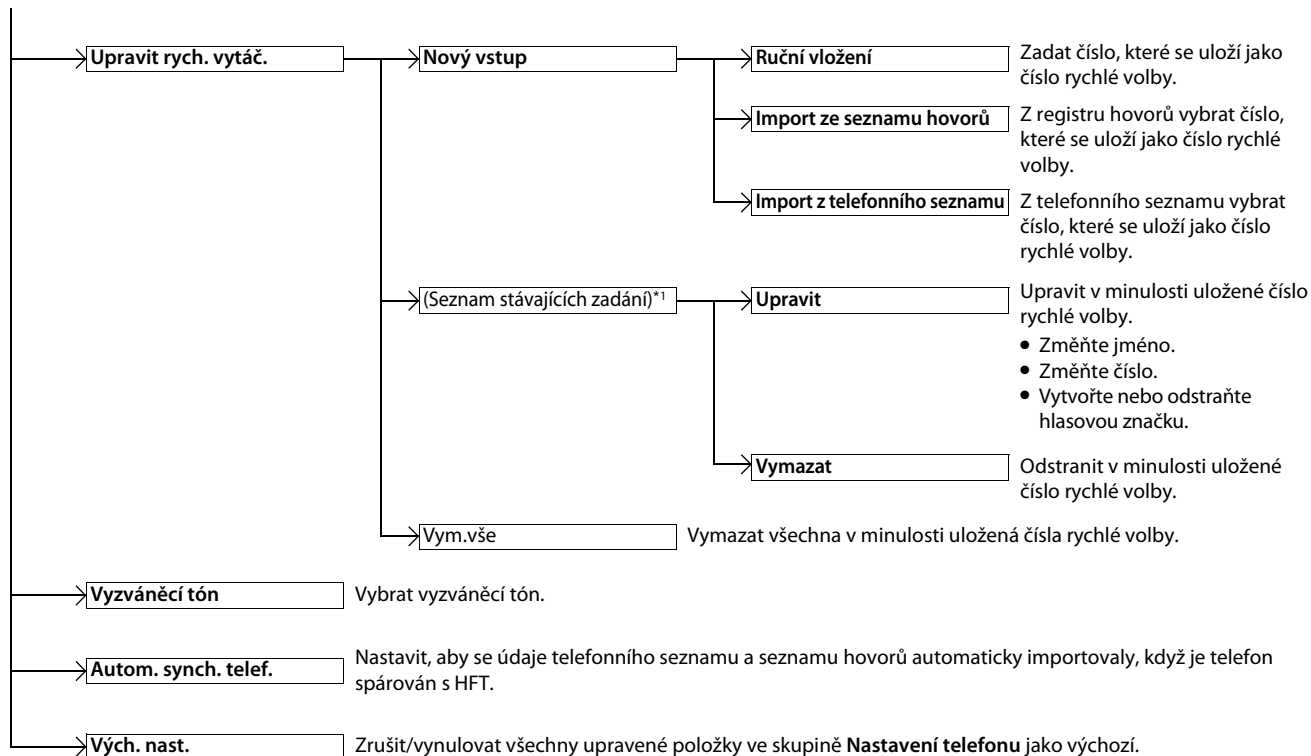 Upravit rych. vytáč.
Nový vstup
Ruční vložení
Zadat číslo, které se uloží jako
číslo rychlé volby.
Import ze seznamu hovorů
Z registru hovorů vybrat číslo,
které se uloží jako číslo rychlé
volby.
Import z telefonního seznamu
Z telefonního seznamu vybrat
číslo, které se uloží jako číslo
rychlé volby.
(Seznam stávajících zadání)*1
Upravit
Upravit v minulosti uložené číslo
rychlé volby.
● Změňte jméno.
● Změňte číslo.
● Vytvořte nebo odstraňte
hlasovou značku.
Vymazat
Odstranit v minulosti uložené
číslo rychlé volby.
Vym.vše
Vymazat všechna v minulosti uložená čísla rychlé volby.
Vyzváněcí tón
Vybrat vyzváněcí tón.
Autom. synch. telef.
Nastavit, aby se údaje telefonního seznamu a seznamu hovorů automaticky importovaly, když je telefon
spárován s HFT.
Vých. nast.
Zrušit/vynulovat všechny upravené položky ve skupině Nastavení telefonu jako výchozí.